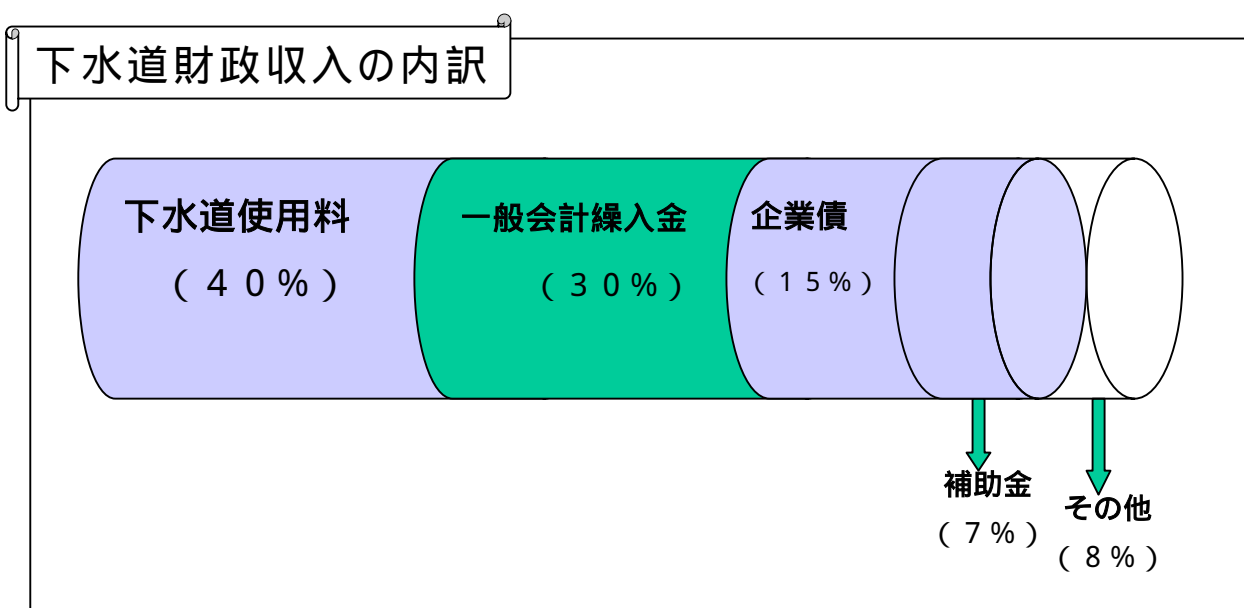 下水道財政収入の内訳
下水道使用料
（４０％）
一般会計繰入金
（３０％）
企業債
（１５％）
補助金
（７％）
その他
（８％）